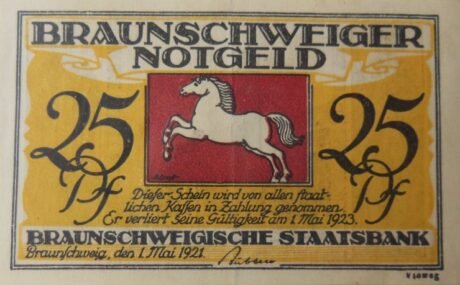 BRAUNSCHWEIGER
NOTGELD
25 Pf
25 Pf
Dieser Schein wird von allen staat-
lichen Kassen in Zahlung genommen.
Er verliert seine Gültigkeit am 1 Mai 1923.
BRAUNSCHWEIGISCHE STAATSBANK
Braunschweig, den 1. Mai 1921.
Vieweg